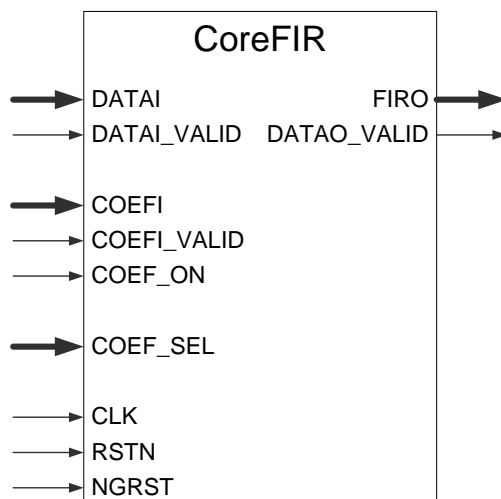 CoreFIR
DATAI FIRO
DATAI_VALID DATAO_VALID
COEFI
COEFI_VALID
COEF_ON
COEF_SEL
CLK
RSTN
NGRST